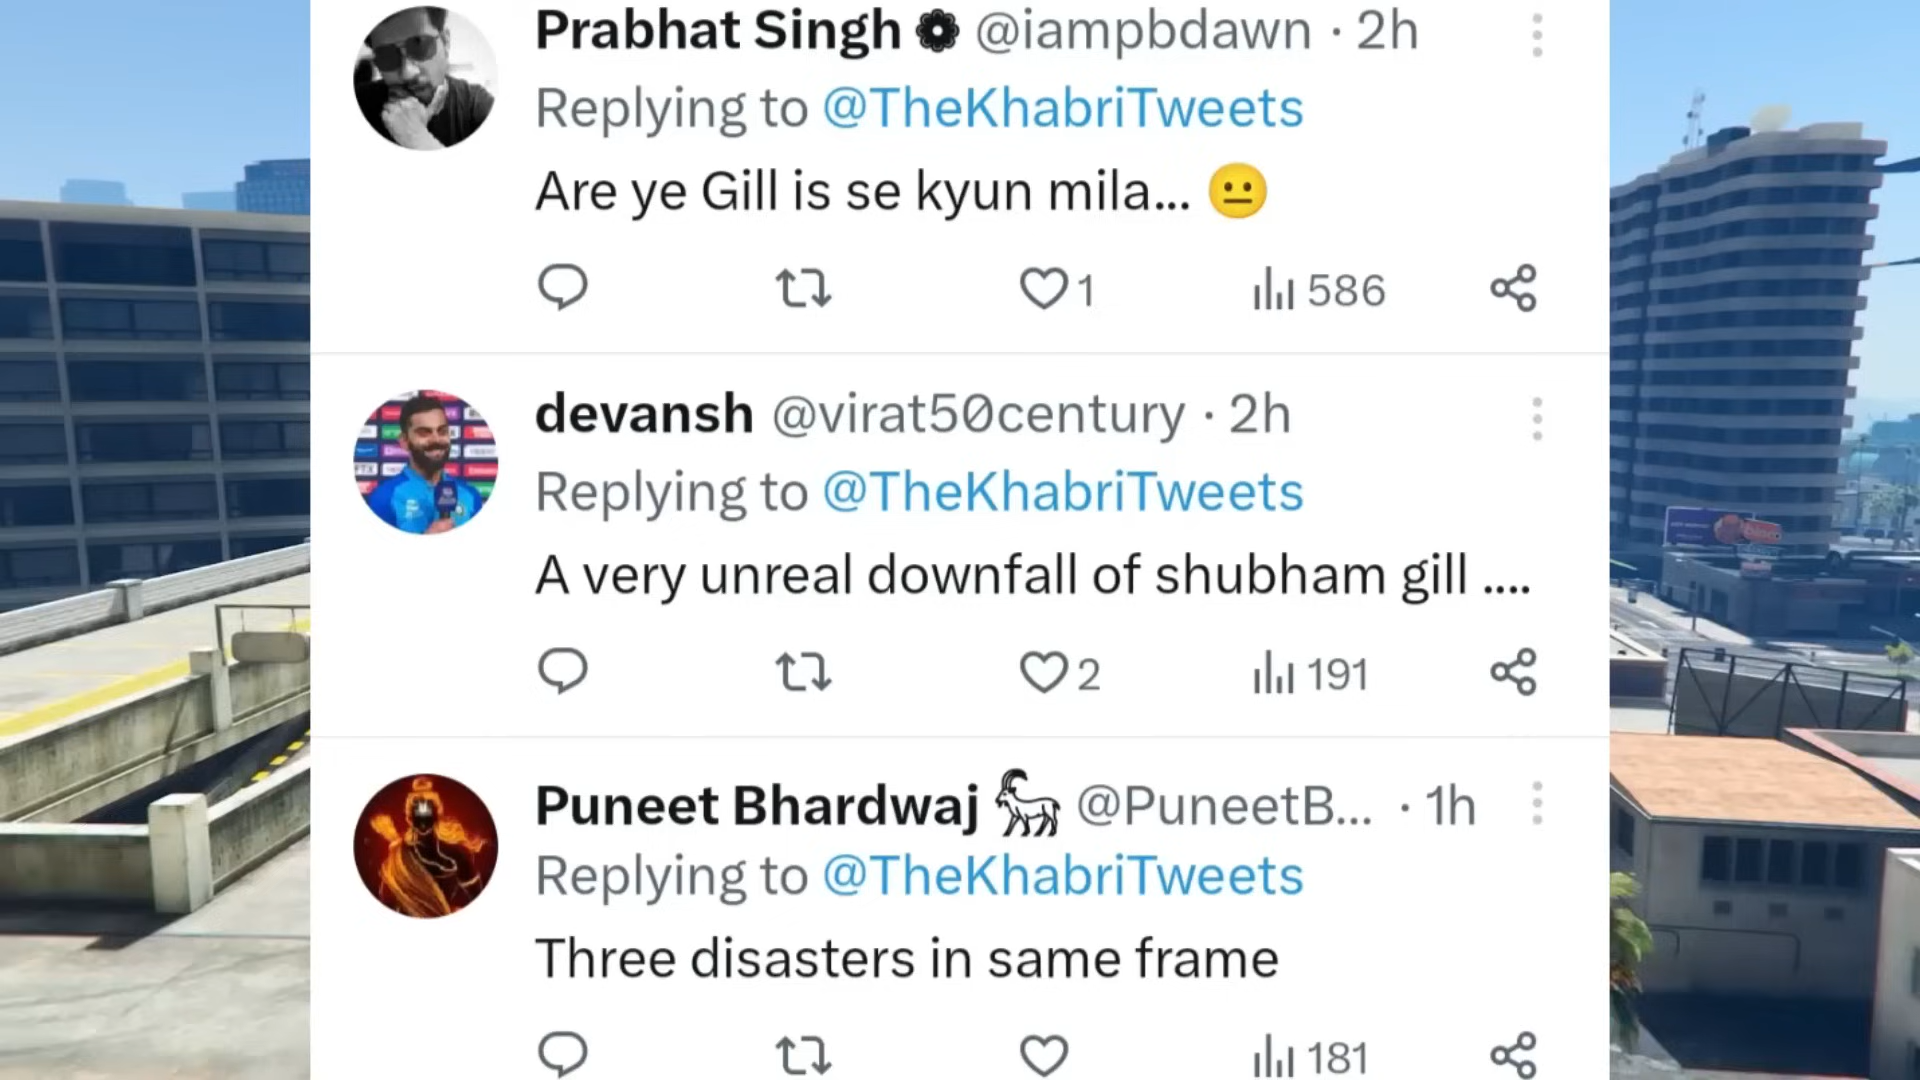 Prabhat Singh @iampbdawn · 2h
Replying to @TheKhabriTweets
Are ye Gill is se kyun mila... 😐
1 586
devansh @virat50century · 2h
Replying to @TheKhabriTweets
A very unreal downfall of shubham gill ....
2 191
Puneet Bhardwaj @PuneetB... · 1h
Replying to @TheKhabriTweets
Three disasters in same frame
181